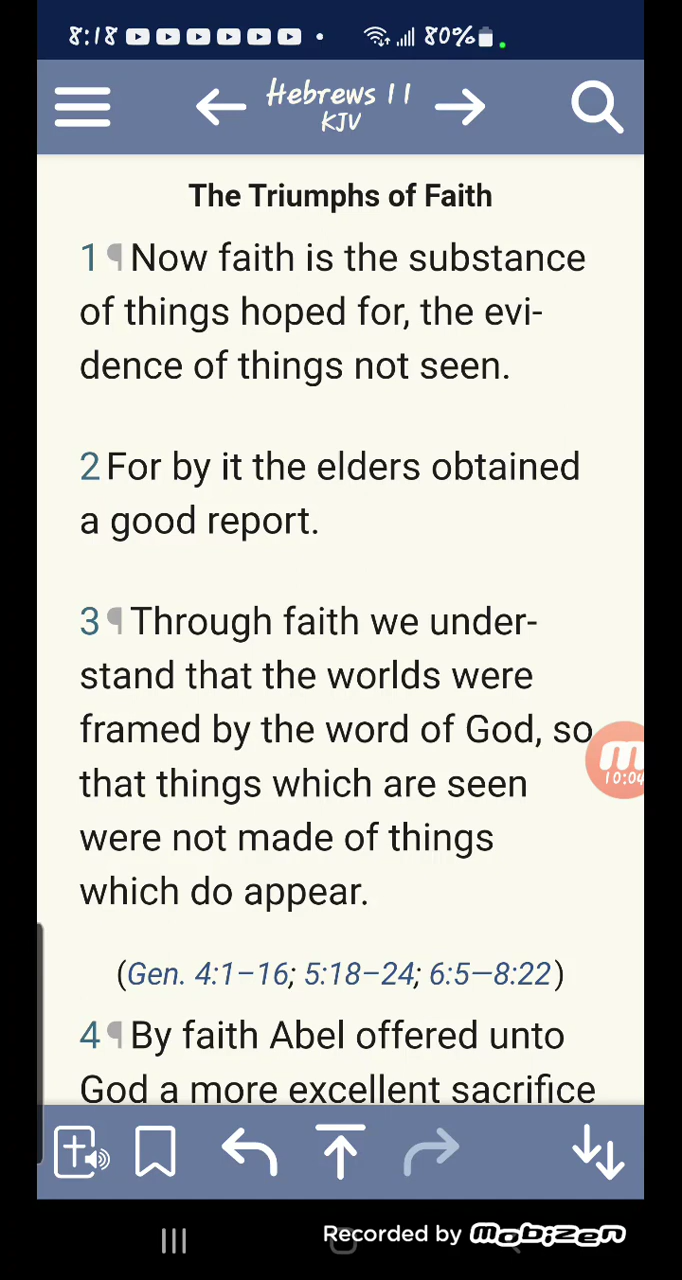 8:18 80%
Hebrews 11
KJV
The Triumphs of Faith
1 ¶ Now faith is the substance
of things hoped for, the evi-
dence of things not seen.
2 For by it the elders obtained
a good report.
3 ¶ Through faith we under-
stand that the worlds were
framed by the word of God, so
that things which are seen
were not made of things
which do appear.
(Gen. 4:1–16; 5:18–24; 6:5—8:22)
4 ¶ By faith Abel offered unto
God a more excellent sacrifice
m
10:04
Recorded by mobizen